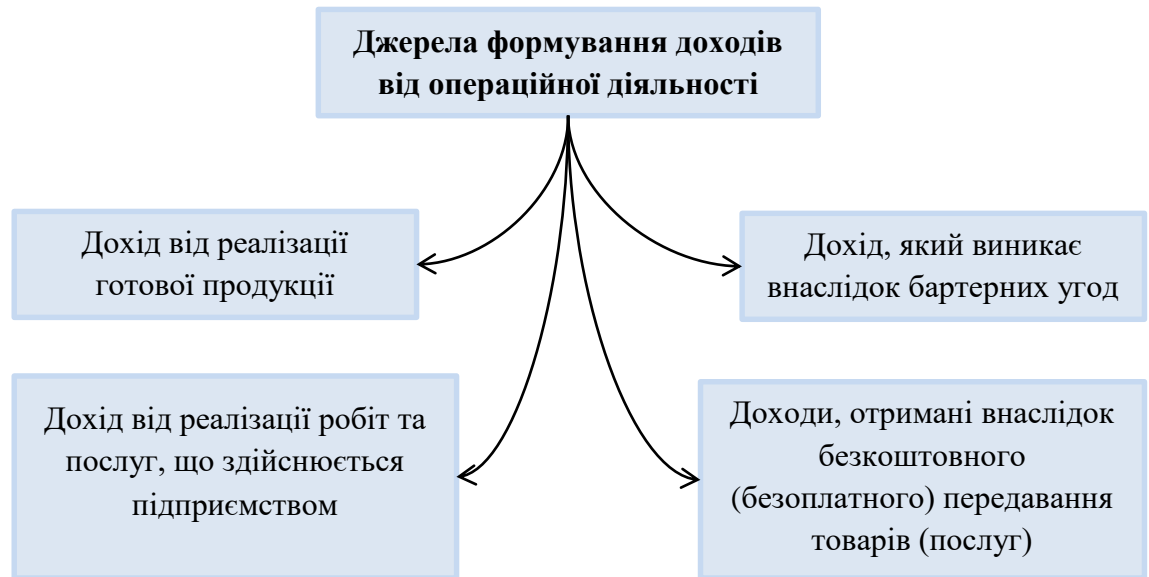 Джерела формування доходів
від операційної діяльності
Дохід від реалізації
готової продукції
Дохід, який виникає
внаслідок бартерних угод
Дохід від реалізації робіт та
послуг, що здійснюється
підприємством
Доходи, отримані внаслідок
безкоштовного
(безоплатного) передавання
товарів (послуг)